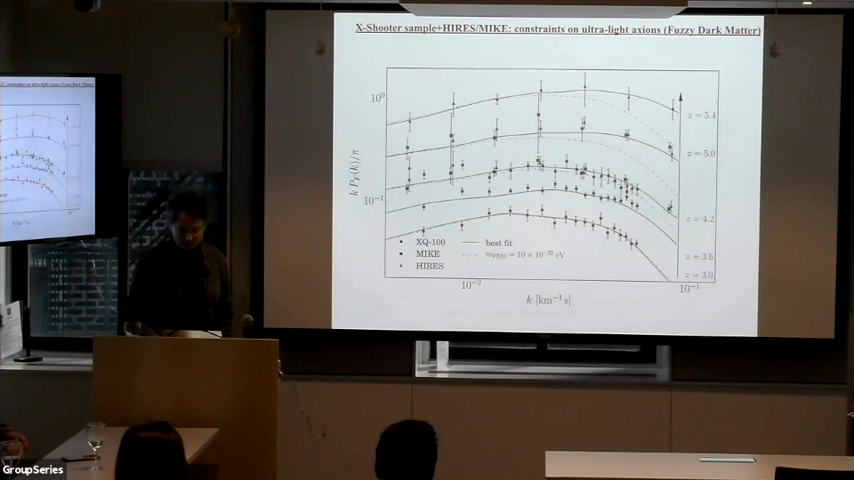 X-Shooter sample+HIRES/MIKE: constraints on ultra-light axions (Fuzzy Dark Matter)
10⁰
z = 5.4
z = 5.0
k P_F(k)/π
10⁻¹
z = 4.2
XQ-100
best fit
MIKE
m_FDM = 10 × 10⁻²² eV
z = 3.6
HIRES
z = 3.0
10⁻²
10⁻¹
k [km⁻¹s]
GroupSeries